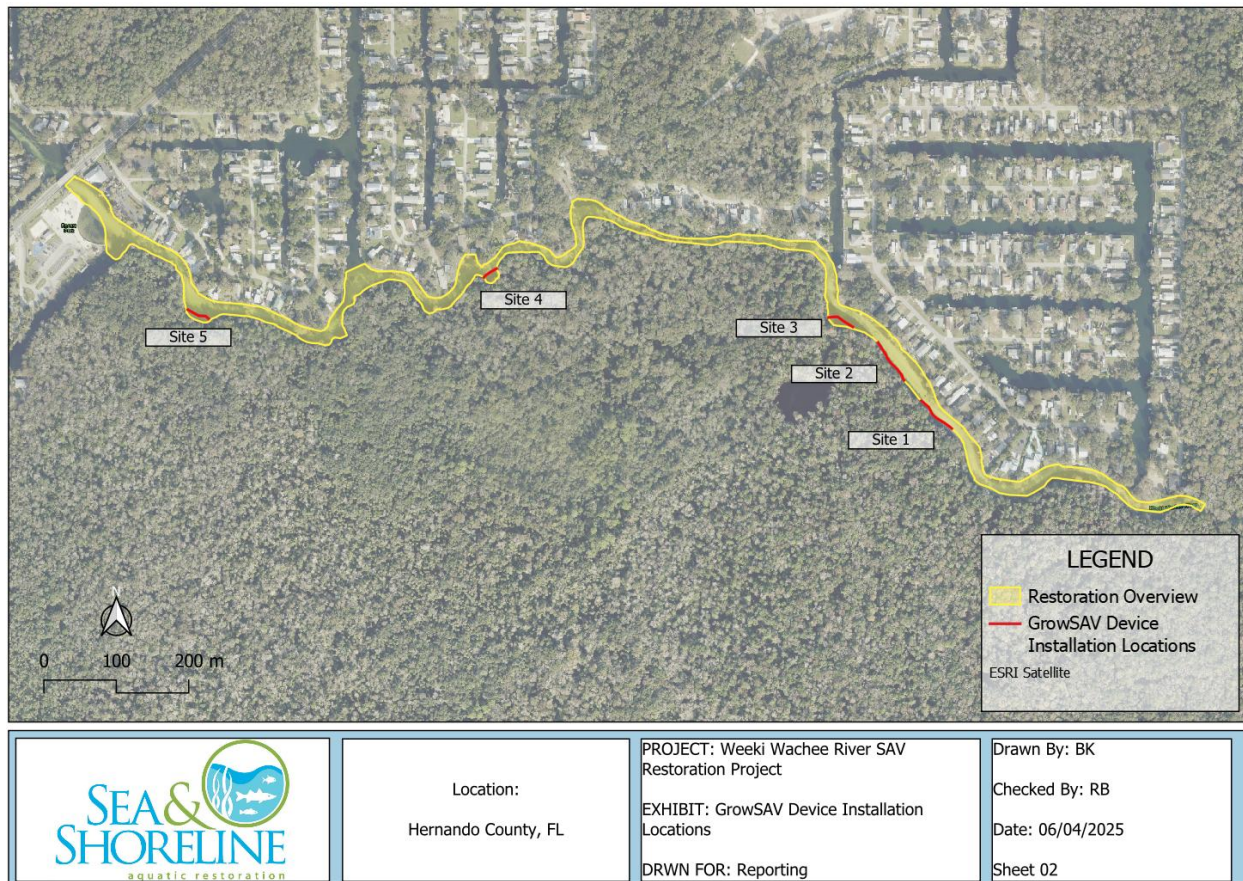 Site 4
Site 3
Site 5
Site 2
Site 1
N
0 100 200 m
LEGEND
Restoration Overview
GrowSAV Device
Installation Locations
ESRI Satellite
SEA &
SHORELINE
aquatic restoration
Location:
Hernando County, FL
PROJECT: Weeki Wachee River SAV
Restoration Project
EXHIBIT: GrowSAV Device Installation
Locations
DRWN FOR: Reporting
Drawn By: BK
Checked By: RB
Date: 06/04/2025
Sheet 02